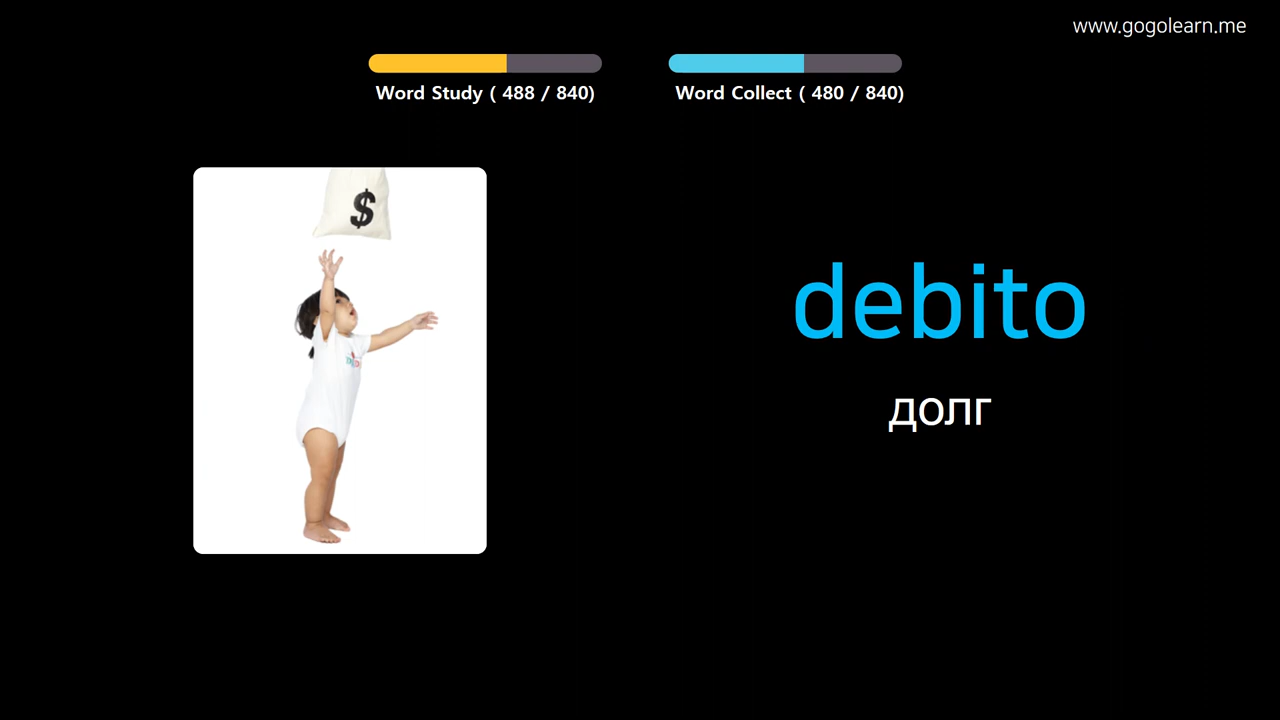 www.gogolearn.me
Word Study ( 488 / 840)
Word Collect ( 480 / 840)
$
debito
долг